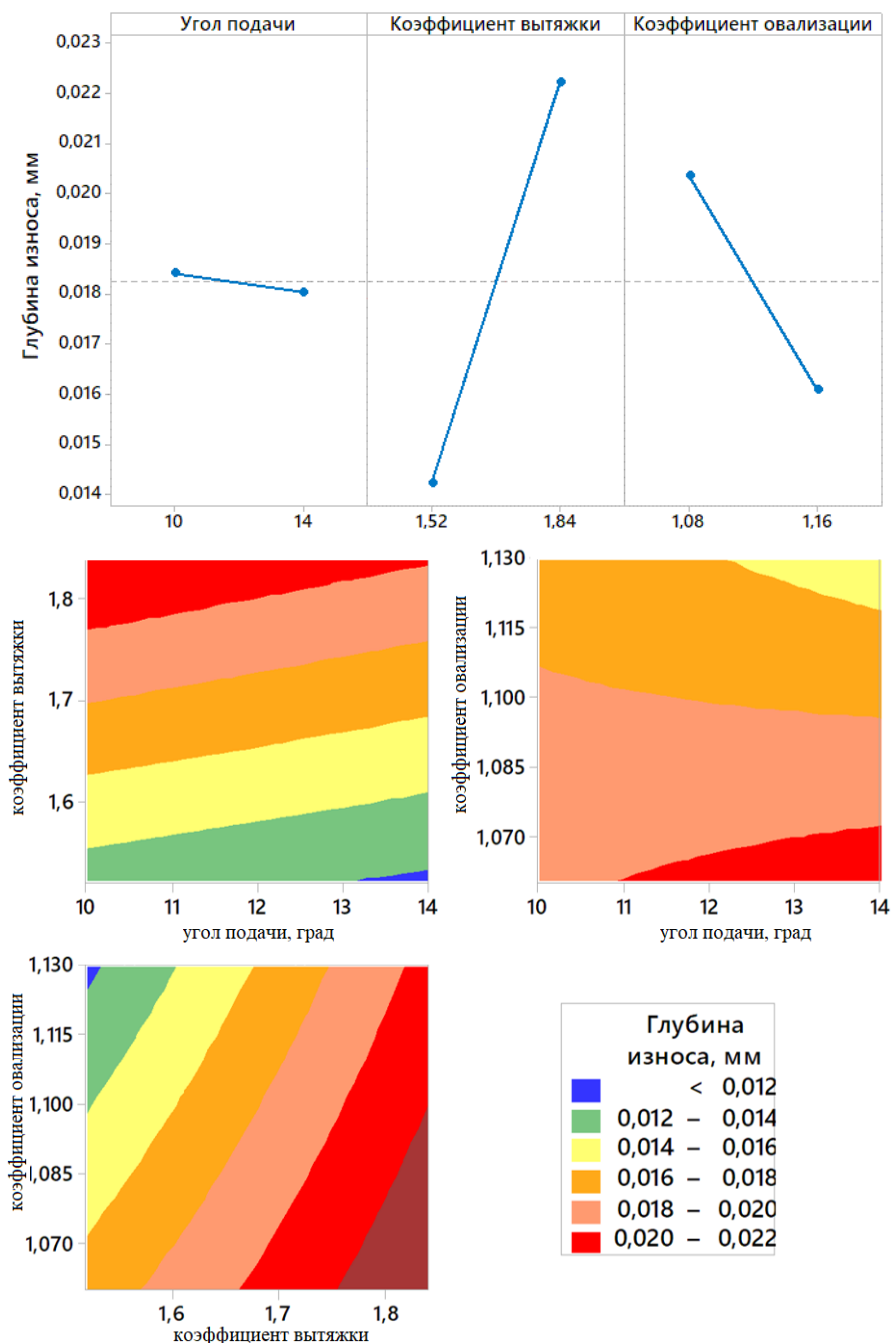 Угол подачи
Коэффициент вытяжки
Коэффициент овализации
Глубина износа, мм
0,023
0,022
0,021
0,020
0,019
0,018
0,017
0,016
0,015
0,014
10 14 1,52 1,84 1,08 1,16
коэффициент вытяжки
1,8
1,7
1,6
10 11 12 13 14
угол подачи, град
коэффициент овализации
1,130
1,115
1,100
1,085
1,070
10 11 12 13 14
угол подачи, град
коэффициент овализации
1,130
1,115
1,100
1,085
1,070
1,6 1,7 1,8
коэффициент вытяжки
Глубина
износа, мм
< 0,012
0,012 – 0,014
0,014 – 0,016
0,016 – 0,018
0,018 – 0,020
0,020 – 0,022